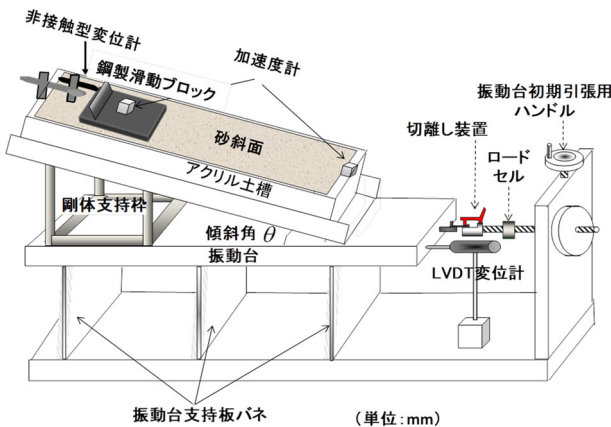 非接触型変位計
鋼製滑動ブロック
加速度計
振動台初期引張用
ハンドル
切離し装置
ロード
セル
砂斜面
アクリル土槽
剛体支持枠
傾斜角 θ
振動台
LVDT変位計
振動台支持板バネ
(単位:mm)